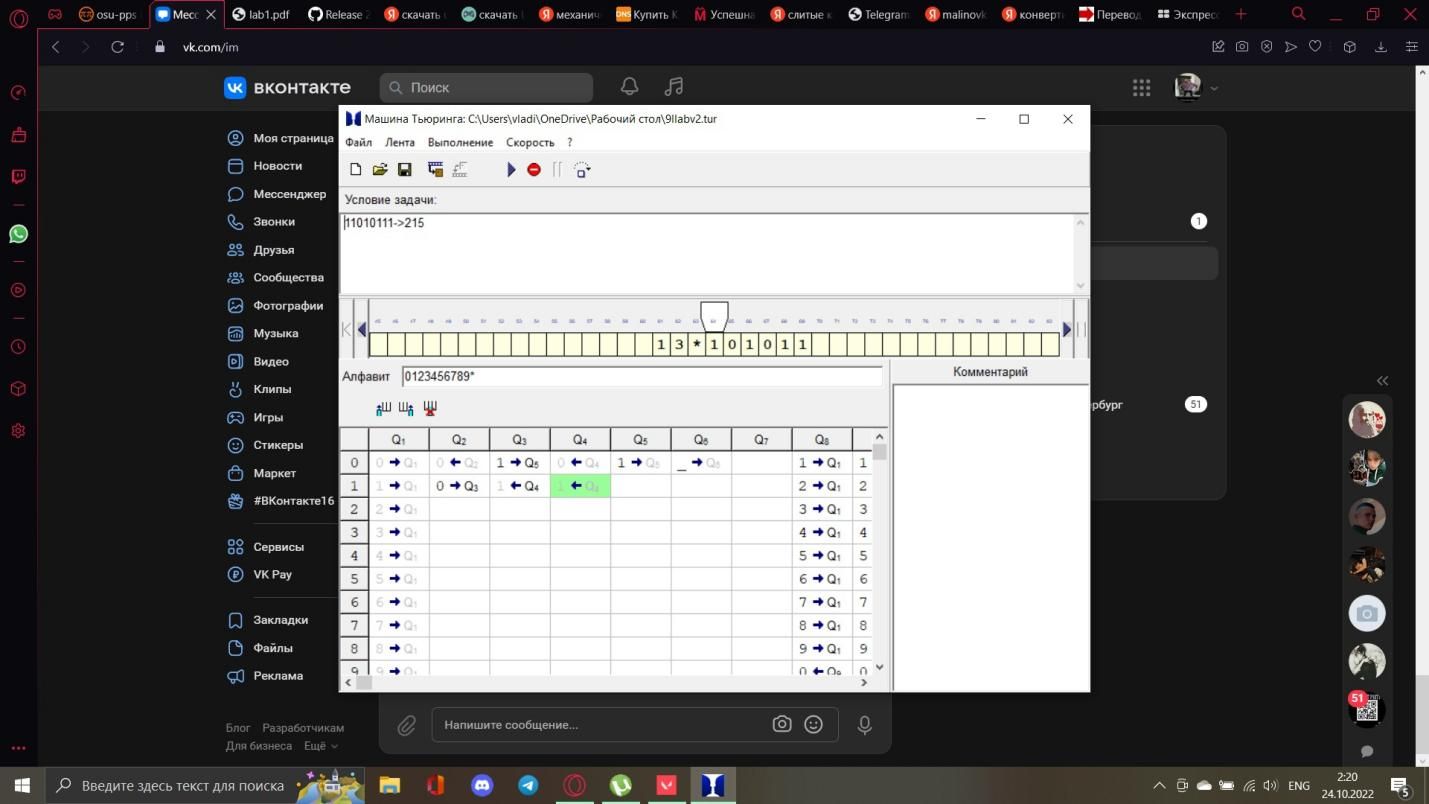 osu-pps
Месс
lab1.pdf
Release 2
скачать
скачать
механич
Купить К
Успешна
слитые к
Telegram
malinovk
конверт
Перевод
Экспрес
vk.com/im
ВКОНТАКТЕ
Поиск
Моя страница
Новости
Мессенджер
Звонки
Друзья
Сообщества
Фотографии
Музыка
Видео
Клипы
Игры
Стикеры
Маркет
#ВКонтакте16
Сервисы
VK Pay
Закладки
Файлы
Реклама
Блог Разработчикам
Для бизнеса Ещё
Машина Тьюринга: C:\Users\vladi\OneDrive\Рабочий стол\9llabv2.tur
Файл Лента Выполнение Скорость ?
Условие задачи:
11010111->215
1 3 * 1 0 1 0 1 1
Алфавит 0123456789*
Комментарий
Q1 Q2 Q3 Q4 Q5 Q6 Q7 Q8
0 0 → Q1 0 ← Q2 1 → Q5 0 ← Q4 1 → Q5 _ → Q6 1 → Q1 1
1 1 → Q1 0 → Q3 1 ← Q4 1 ← Q4 2 → Q1 2
2 2 → Q1 3 → Q1 3
3 3 → Q1 4 → Q1 4
4 4 → Q1 5 → Q1 5
5 5 → Q1 6 → Q1 6
6 6 → Q1 7 → Q1 7
7 7 → Q1 8 → Q1 8
8 8 → Q1 9 → Q1 9
9 9 → Q1 0 ← Q9 0
1
рбург
51
51
Напишите сообщение...
Введите здесь текст для поиска
ENG
2:20
24.10.2022
5